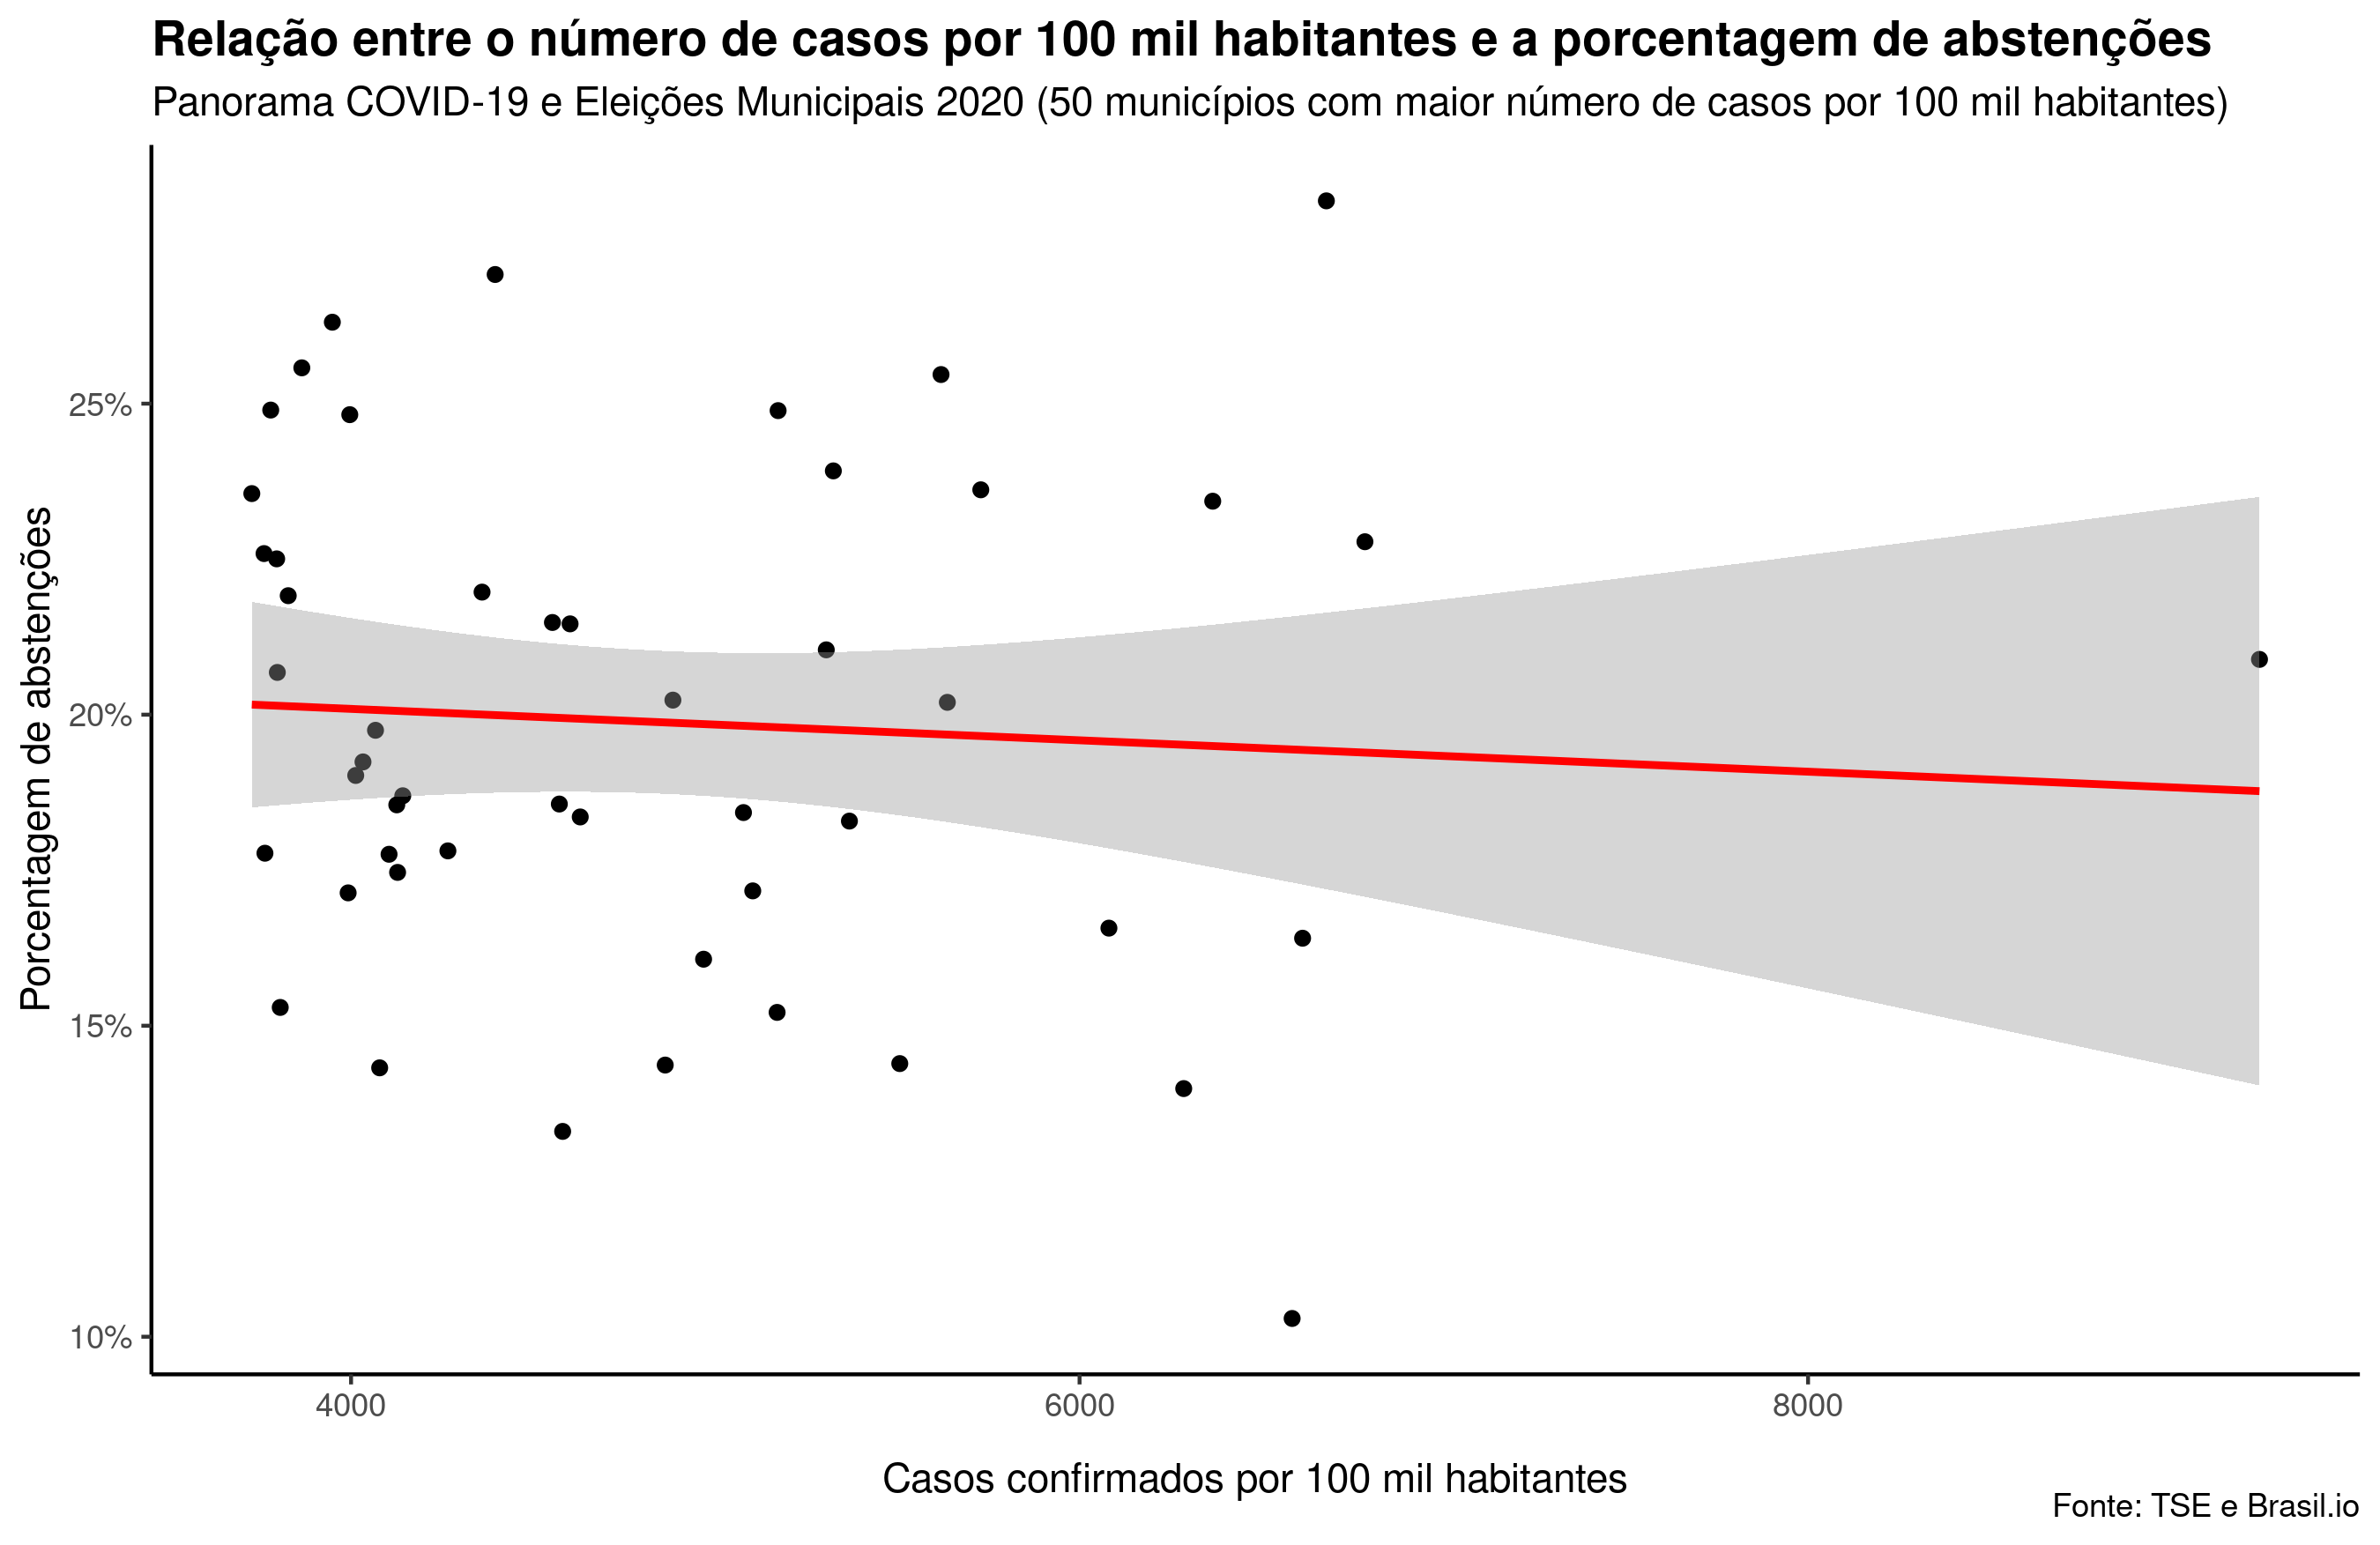 Relação entre o número de casos por 100 mil habitantes e a porcentagem de abstenções
Panorama COVID-19 e Eleições Municipais 2020 (50 municípios com maior número de casos por 100 mil habitantes)
Porcentagem de abstenções
25%
20%
15%
10%
4000
6000
8000
Casos confirmados por 100 mil habitantes
Fonte: TSE e Brasil.io